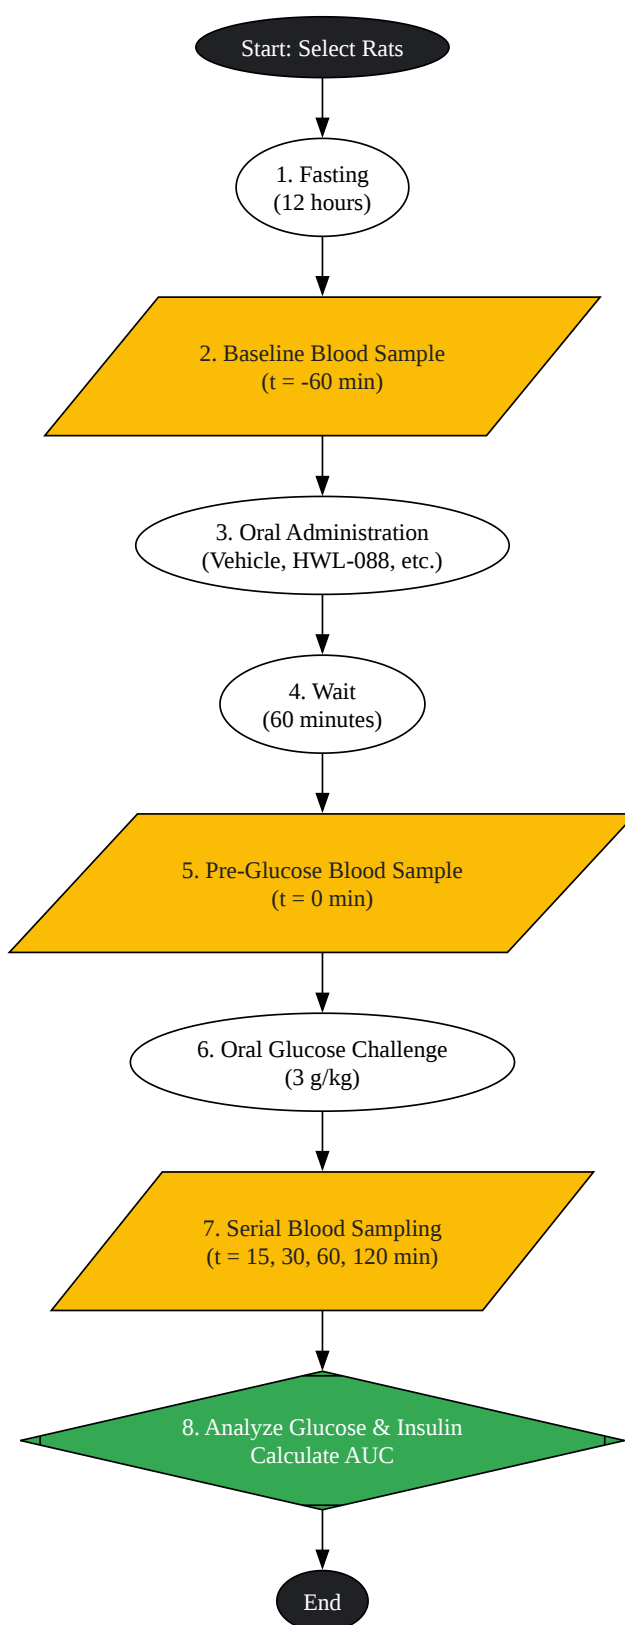 Start: Select Rats
1. Fasting
(12 hours)
2. Baseline Blood Sample
(t = -60 min)
3. Oral Administration
(Vehicle, HWL-088, etc.)
4. Wait
(60 minutes)
5. Pre-Glucose Blood Sample
(t = 0 min)
6. Oral Glucose Challenge
(3 g/kg)
7. Serial Blood Sampling
(t = 15, 30, 60, 120 min)
8. Analyze Glucose & Insulin
Calculate AUC
End